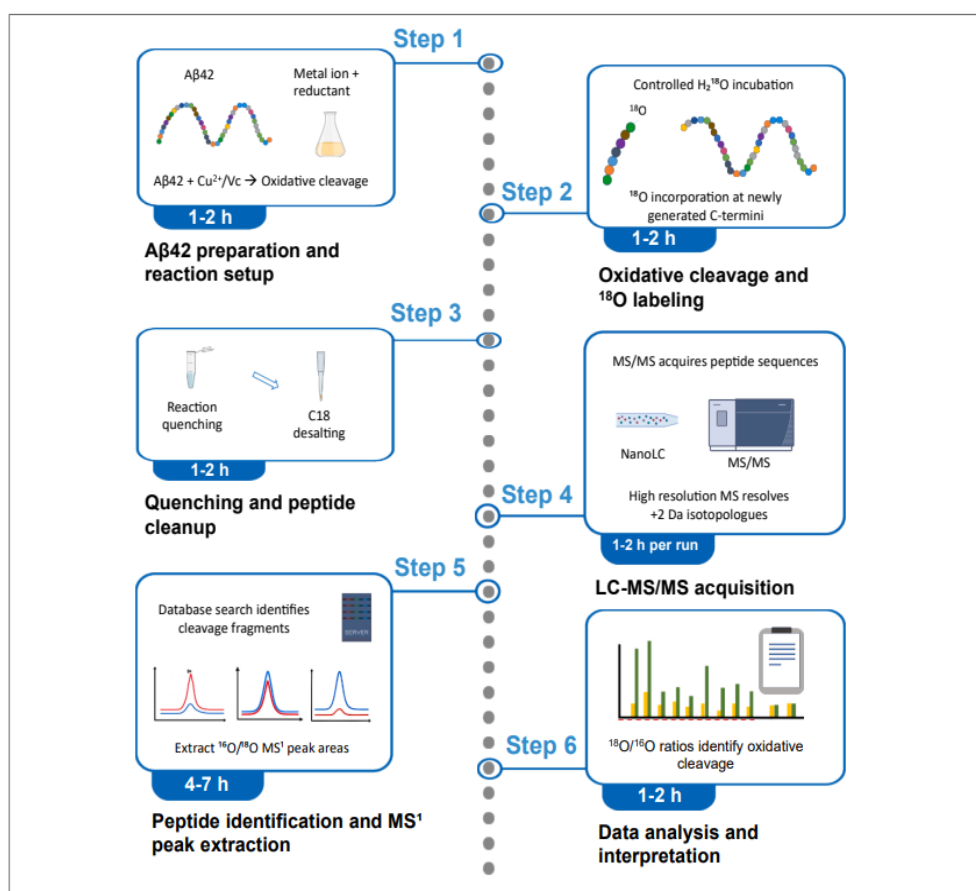 Step 1
Aβ42
Metal ion +
reductant
Aβ42 + Cu²⁺/Vc → Oxidative cleavage
1-2 h
Aβ42 preparation and
reaction setup
Step 2
Controlled H₂¹⁸O incubation
¹⁸O
¹⁸O incorporation at newly
generated C-termini
1-2 h
Oxidative cleavage and
¹⁸O labeling
Step 3
Reaction
quenching
C18
desalting
1-2 h
Quenching and peptide
cleanup
Step 4
MS/MS acquires peptide sequences
NanoLC
MS/MS
High resolution MS resolves
+2 Da isotopologues
1-2 h per run
LC-MS/MS acquisition
Step 5
Database search identifies
cleavage fragments
SERVER
Extract ¹⁶O/¹⁸O MS¹ peak areas
4-7 h
Peptide identification and MS¹
peak extraction
Step 6
¹⁸O/¹⁶O ratios identify oxidative
cleavage
1-2 h
Data analysis and
interpretation